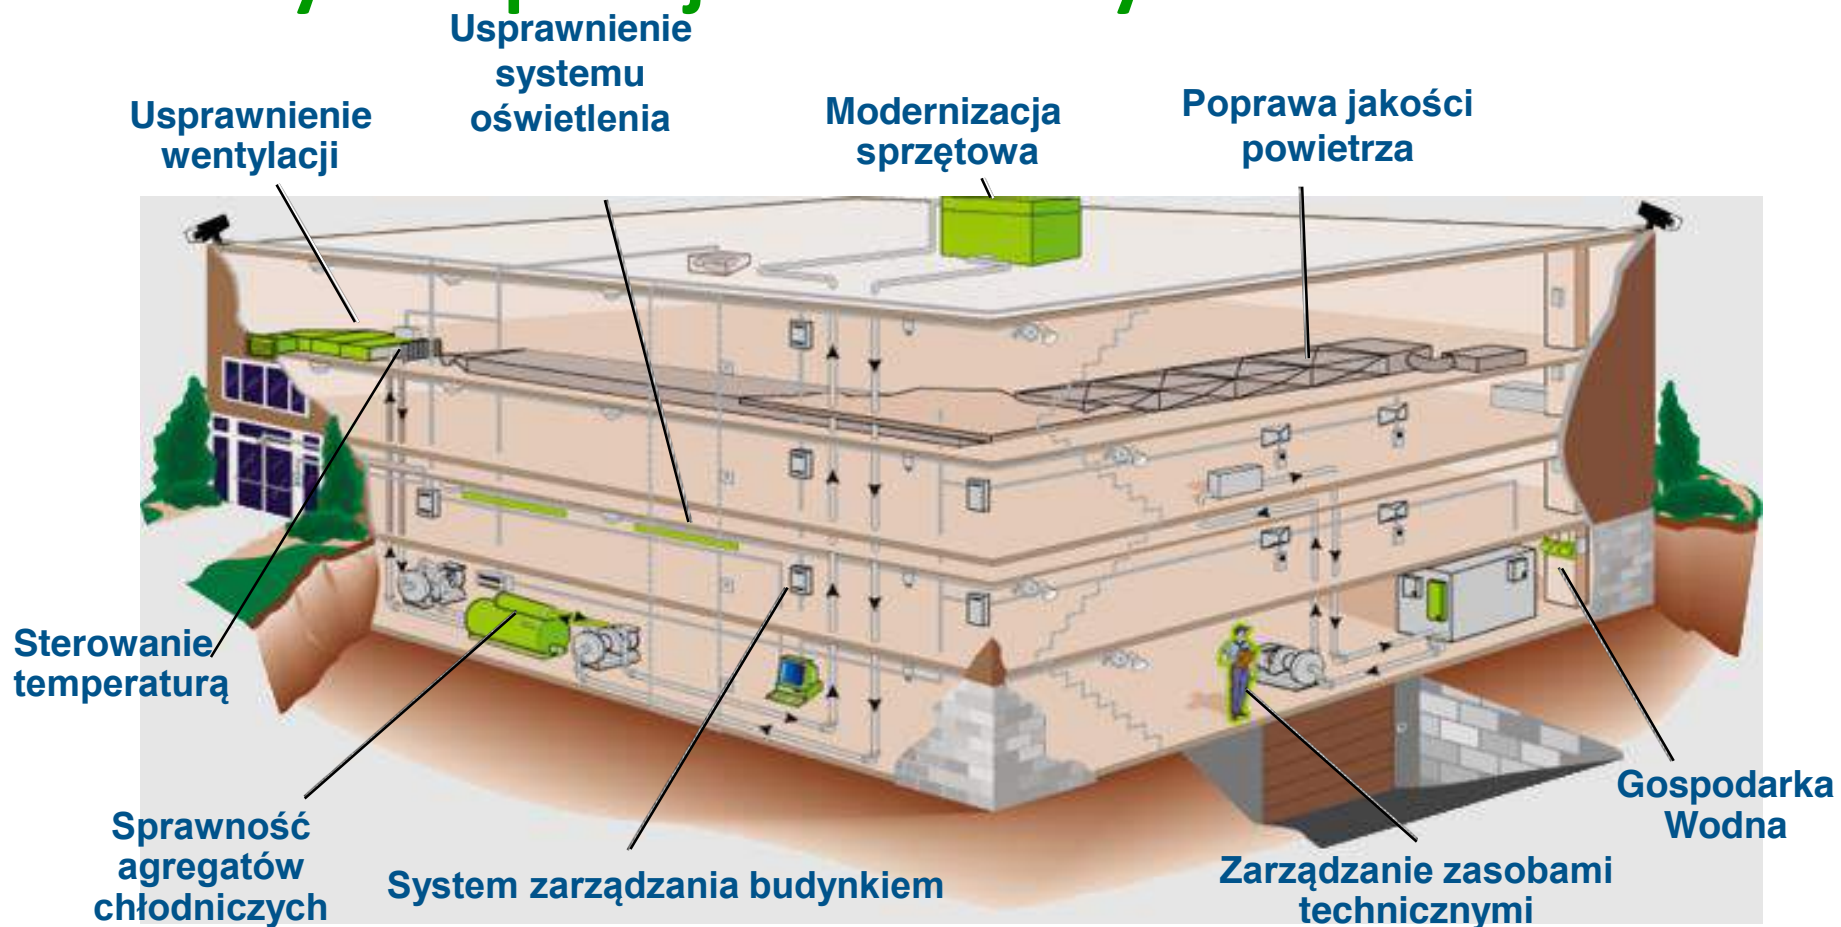 Usprawnienie
systemu
oświetlenia
Usprawnienie
wentylacji
Modernizacja
sprzętowa
Poprawa jakości
powietrza
Sterowanie
temperaturą
Sprawność
agregatów
chłodniczych
System zarządzania budynkiem
Zarządzanie zasobami
technicznymi
Gospodarka
Wodna